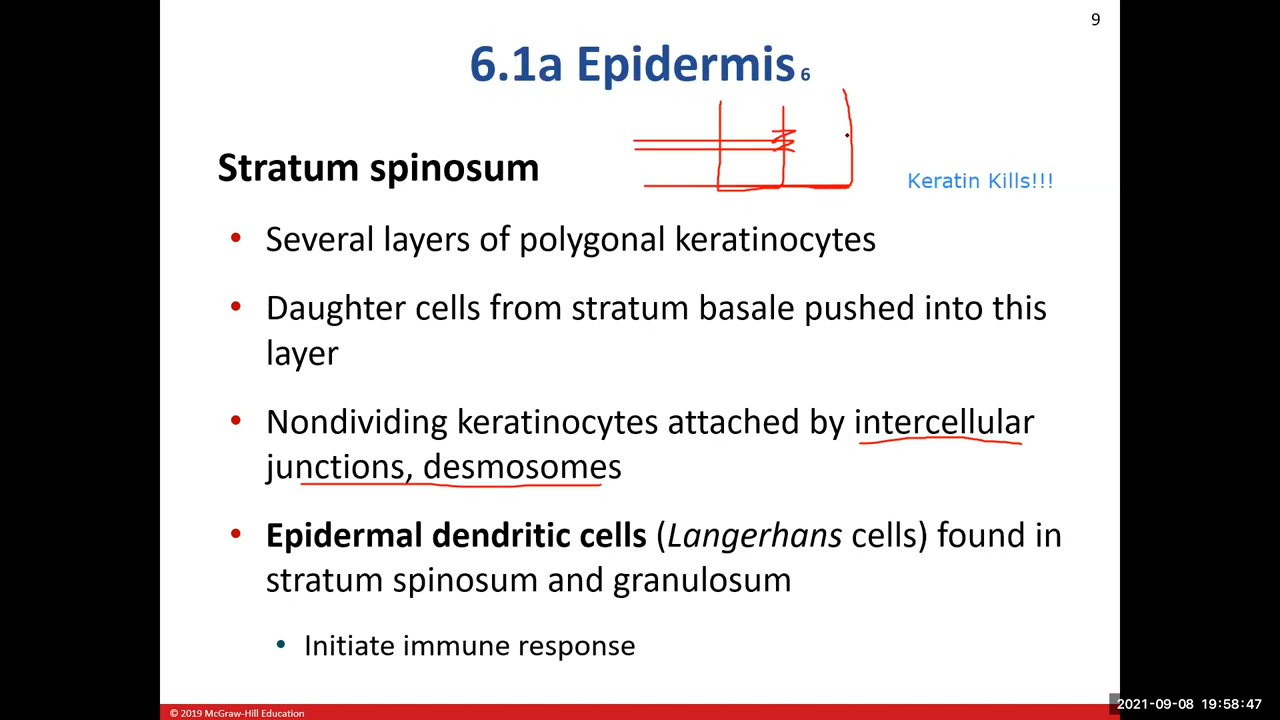 9
6.1a Epidermis 6
Stratum spinosum
Keratin Kills!!!
• Several layers of polygonal keratinocytes
• Daughter cells from stratum basale pushed into this
layer
• Nondividing keratinocytes attached by intercellular
junctions, desmosomes
• Epidermal dendritic cells (Langerhans cells) found in
stratum spinosum and granulosum
• Initiate immune response
© 2019 McGraw-Hill Education
2021-09-08 19:58:47